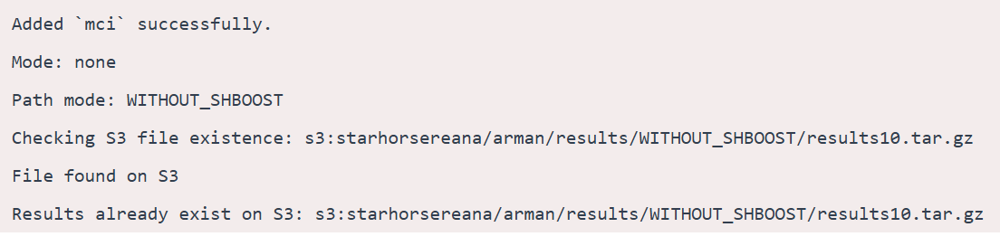 Added `mci` successfully.
Mode: none
Path mode: WITHOUT_SHBOOST
Checking S3 file existence: s3:starhorsereana/arman/results/WITHOUT_SHBOOST/results10.tar.gz
File found on S3
Results already exist on S3: s3:starhorsereana/arman/results/WITHOUT_SHBOOST/results10.tar.gz